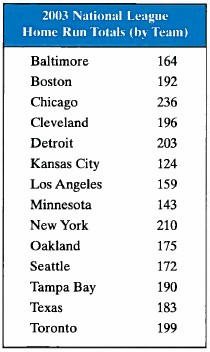 2003 National League
Home Run Totals (by Team)
Baltimore 164
Boston 192
Chicago 236
Cleveland 196
Detroit 203
Kansas City 124
Los Angeles 159
Minnesota 143
New York 210
Oakland 175
Seattle 172
Tampa Bay 190
Texas 183
Toronto 199